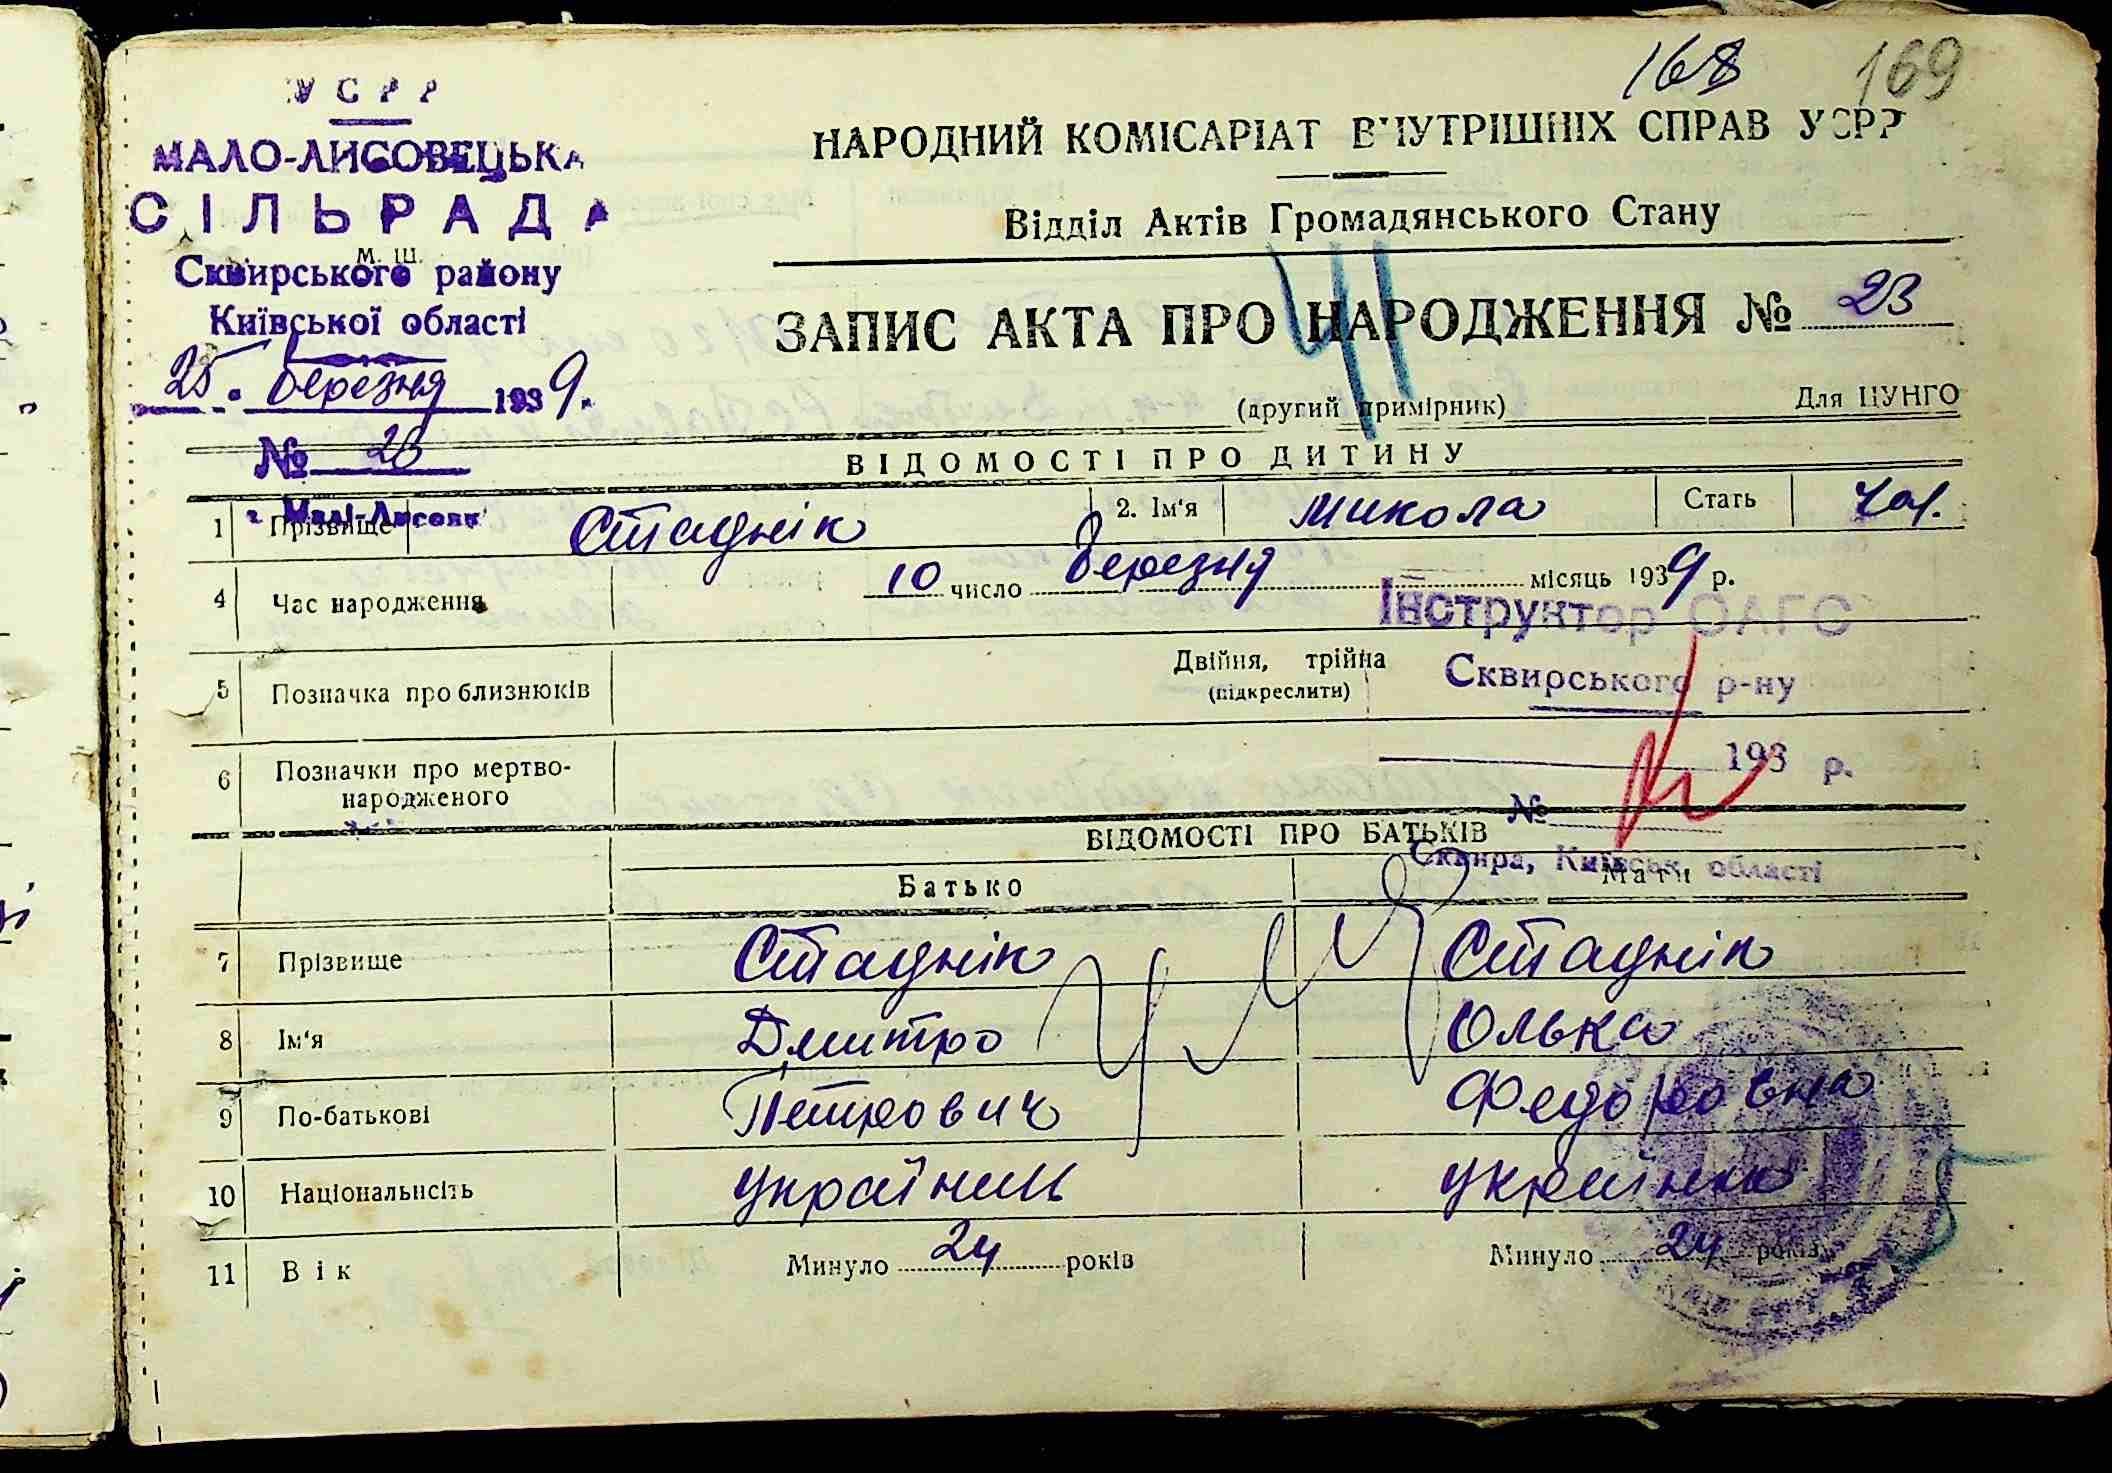 168 169
УСРР
МАЛО-ЛИСОВЕЦЬКА
СІЛЬРАДА
М. Ш.
Сквирського району
Київської області
25. березня 1939.
№ 23
НАРОДНИЙ КОМІСАРІАТ ВНУТРІШНІХ СПРАВ УСРР
Відділ Актів Громадянського Стану
41
ЗАПИС АКТА ПРО НАРОДЖЕННЯ № 23
(другий примірник) Для ЦУНГО
ВІДОМОСТІ ПРО ДИТИНУ
1 Прізвище Стаднік 2. Ім'я Микола Стать чол.
4 Час народження 10 число березня місяць 1939 р.
Інструктор ОАГС
5 Позначка про близнюків Двійня, трійна
(підкреслити)
Сквирського р-ну
193 р.
6 Позначки про мертво-
народженого
№
ВІДОМОСТІ ПРО БАТЬКІВ
Сквира, Київськ. області
Батько Мати
7 Прізвище Стаднік Стаднік
8 Ім'я Дмитро Олька
9 По-батькові Петрович Федоровна
10 Національність українець українка
11 Вік Минуло 24 років Минуло 24 років